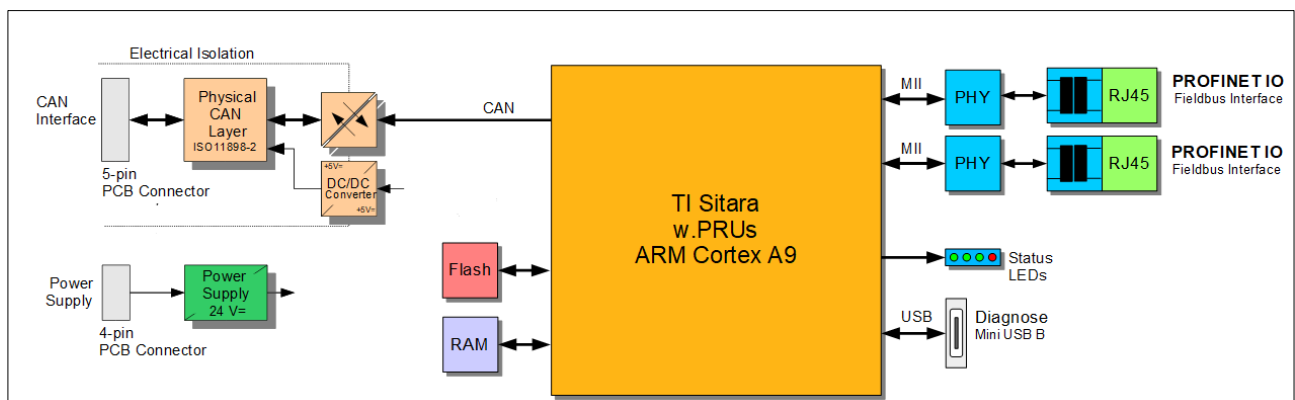 Electrical Isolation
CAN
Interface
5-pin
PCB Connector
Physical
CAN
Layer
ISO11898-2
+5V=
DC/DC
Converter
+5V=
CAN
Power
Supply
4-pin
PCB Connector
Power
Supply
24 V=
Flash
RAM
TI Sitara
w.PRUs
ARM Cortex A9
MII
PHY
RJ45
PROFINET IO
Fieldbus Interface
MII
PHY
RJ45
PROFINET IO
Fieldbus Interface
Status
LEDs
USB
Diagnose
Mini USB B